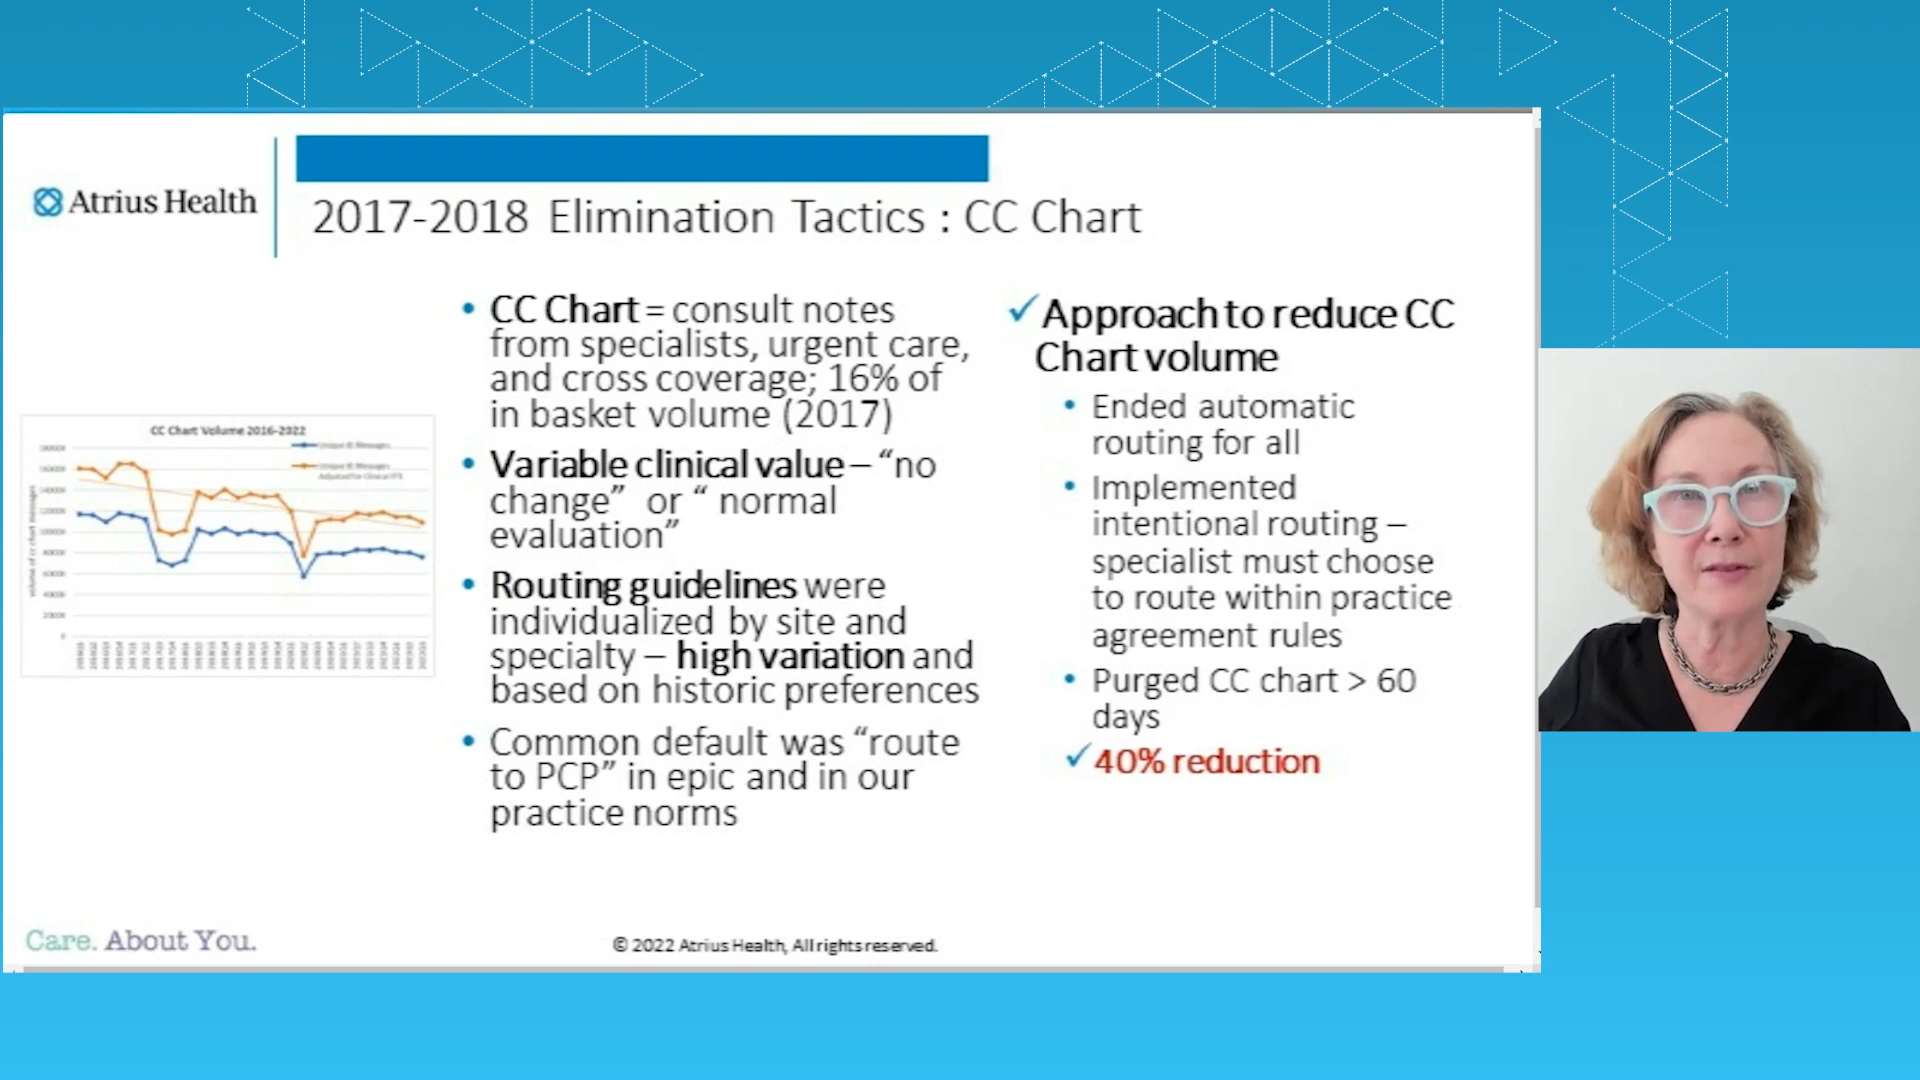 Atrius Health
2017-2018 Elimination Tactics : CC Chart
CC Chart Volume 2016-2022
• CC Chart = consult notes
from specialists, urgent care,
and cross coverage; 16% of
in basket volume (2017)
• Variable clinical value – “no
change” or “ normal
evaluation”
• Routing guidelines were
individualized by site and
specialty – high variation and
based on historic preferences
• Common default was “route
to PCP” in epic and in our
practice norms
✓ Approach to reduce CC
Chart volume
• Ended automatic
routing for all
• Implemented
intentional routing –
specialist must choose
to route within practice
agreement rules
• Purged CC chart > 60
days
✓ 40% reduction
Care. About You.
© 2022 Atrius Health, All rights reserved.